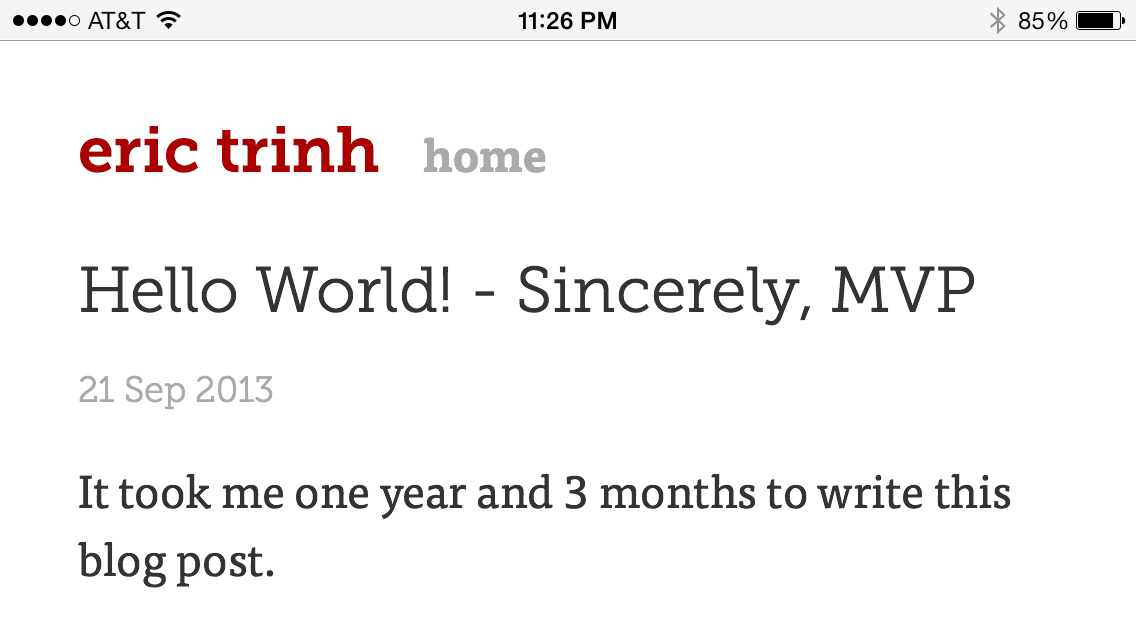 AT&T 11:26 PM 85%
eric trinh home
Hello World! - Sincerely, MVP
21 Sep 2013
It took me one year and 3 months to write this
blog post.